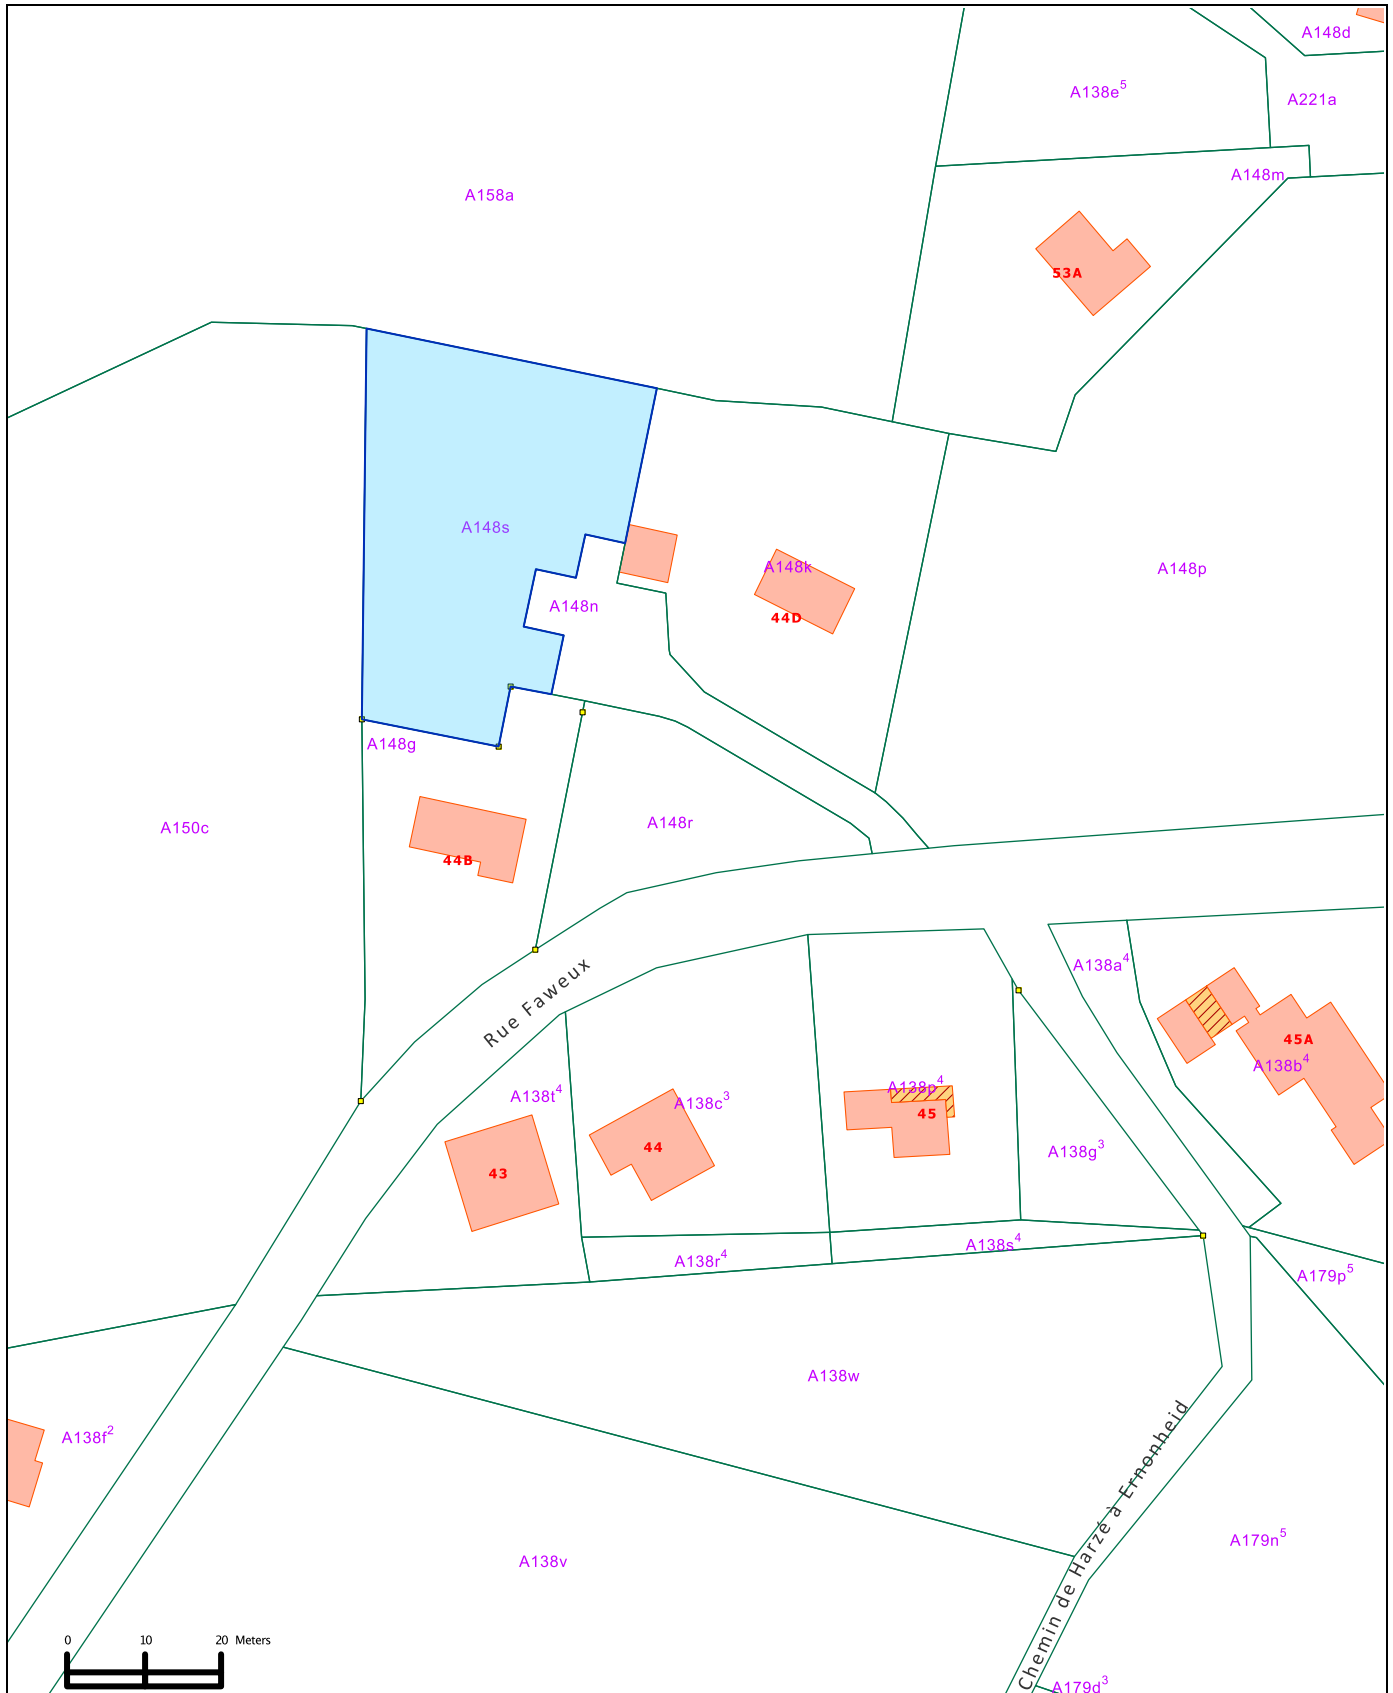 A148d
A138e⁵
A221a
A148m
A158a
53A
A148s
A148k
A148p
A148n
44D
A148g
A150c
A148r
44B
A138a⁴
Rue Faweux
45A
A138b⁴
A138t⁴
A138c³
A138p⁴
45
44
43
A138g³
A138r⁴
A138s⁴
A179p⁵
A138w
A138f²
Chemin de Harzé à Ernonheid
A179n⁵
A138v
0 10 20 Meters
A179d³